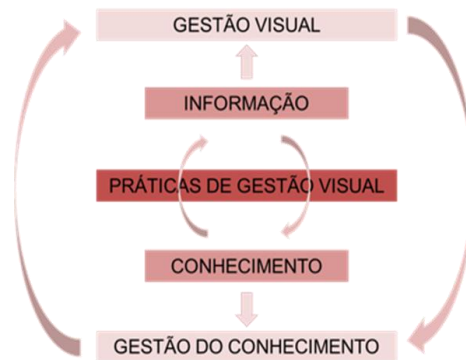 GESTÃO VISUAL
INFORMAÇÃO
PRÁTICAS DE GESTÃO VISUAL
CONHECIMENTO
GESTÃO DO CONHECIMENTO